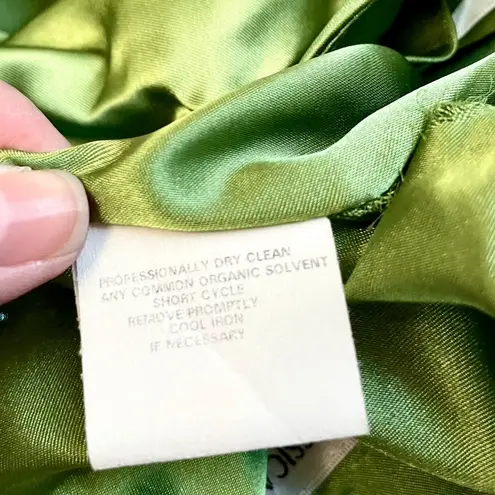 PROFESSIONALLY DRY CLEAN
ANY COMMON ORGANIC SOLVENT
SHORT CYCLE
REMOVE PROMPTLY
COOL IRON
IF NECESSARY